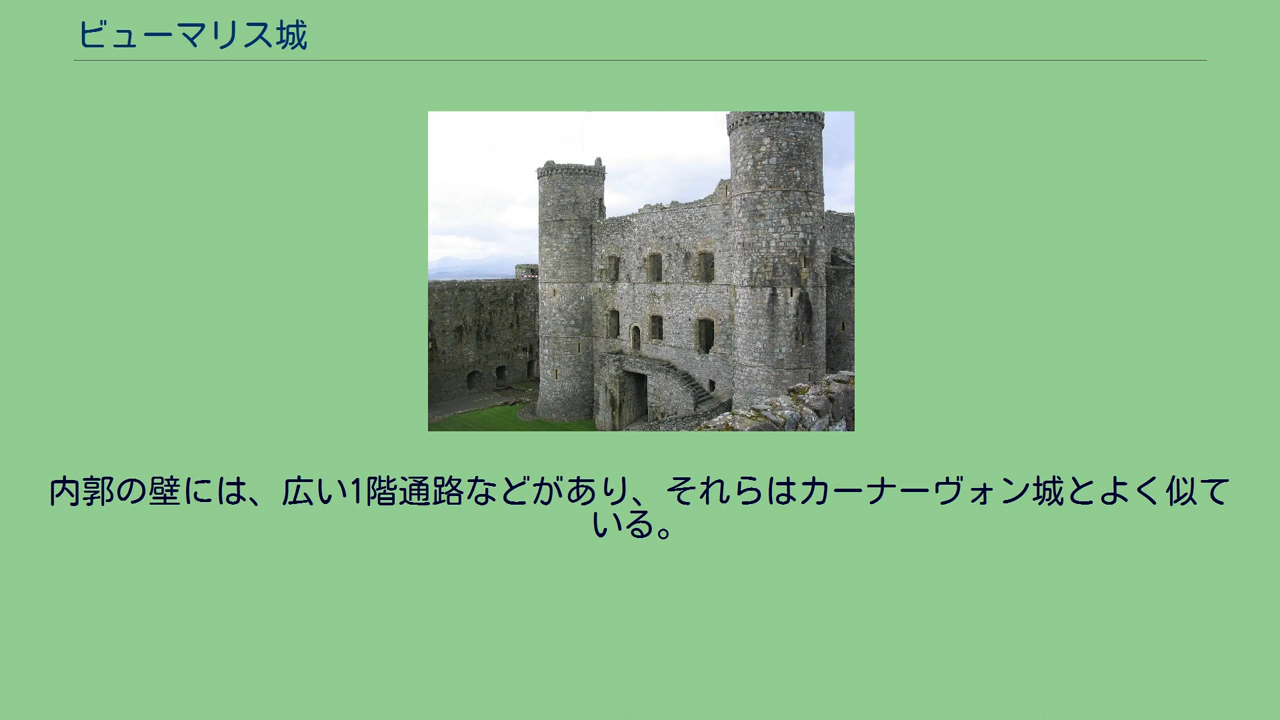 ビューマリス城
内郭の壁には、広い1階通路などがあり、それらはカーナーヴォン城とよく似て
いる。